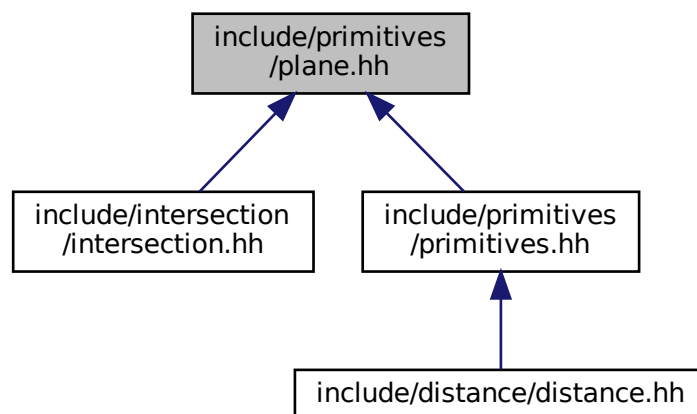 include/primitives
/plane.hh
include/intersection
/intersection.hh
include/primitives
/primitives.hh
include/distance/distance.hh